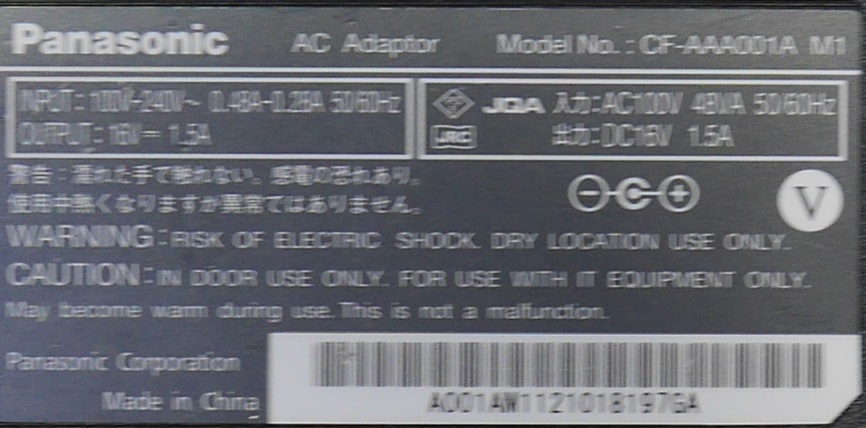 Panasonic AC Adaptor Model No.: CF-AAA001A M1
INPUT: 100V-240V~ 0.48A-0.28A 50/60Hz
OUTPUT: 16V⎓ 1.5A
JQA 入力:AC100V 48VA 50/60Hz
JRC 出力:DC16V 1.5A
警告:濡れた手で触れない。感電の恐れあり。
使用中熱くなりますが異常ではありません。
V
WARNING:RISK OF ELECTRIC SHOCK. DRY LOCATION USE ONLY.
CAUTION:IN DOOR USE ONLY. FOR USE WITH IT EQUIPMENT ONLY.
May become warm during use. This is not a malfunction.
Panasonic Corporation
Made in China
A001AW1121018197GA